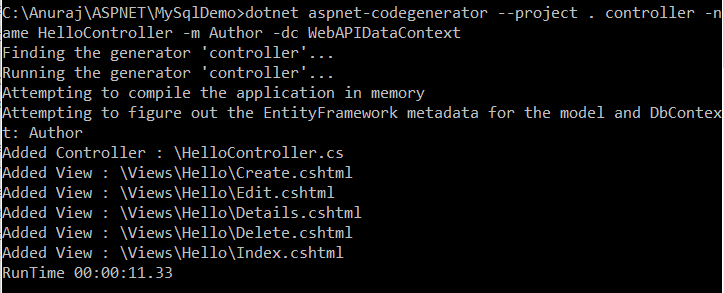 C:\Anuraj\ASPNET\MySqlDemo>dotnet aspnet-codegenerator --project . controller -n
ame HelloController -m Author -dc WebAPIDataContext
Finding the generator 'controller'...
Running the generator 'controller'...
Attempting to compile the application in memory
Attempting to figure out the EntityFramework metadata for the model and DbContex
t: Author
Added Controller : \HelloController.cs
Added View : \Views\Hello\Create.cshtml
Added View : \Views\Hello\Edit.cshtml
Added View : \Views\Hello\Details.cshtml
Added View : \Views\Hello\Delete.cshtml
Added View : \Views\Hello\Index.cshtml
RunTime 00:00:11.33